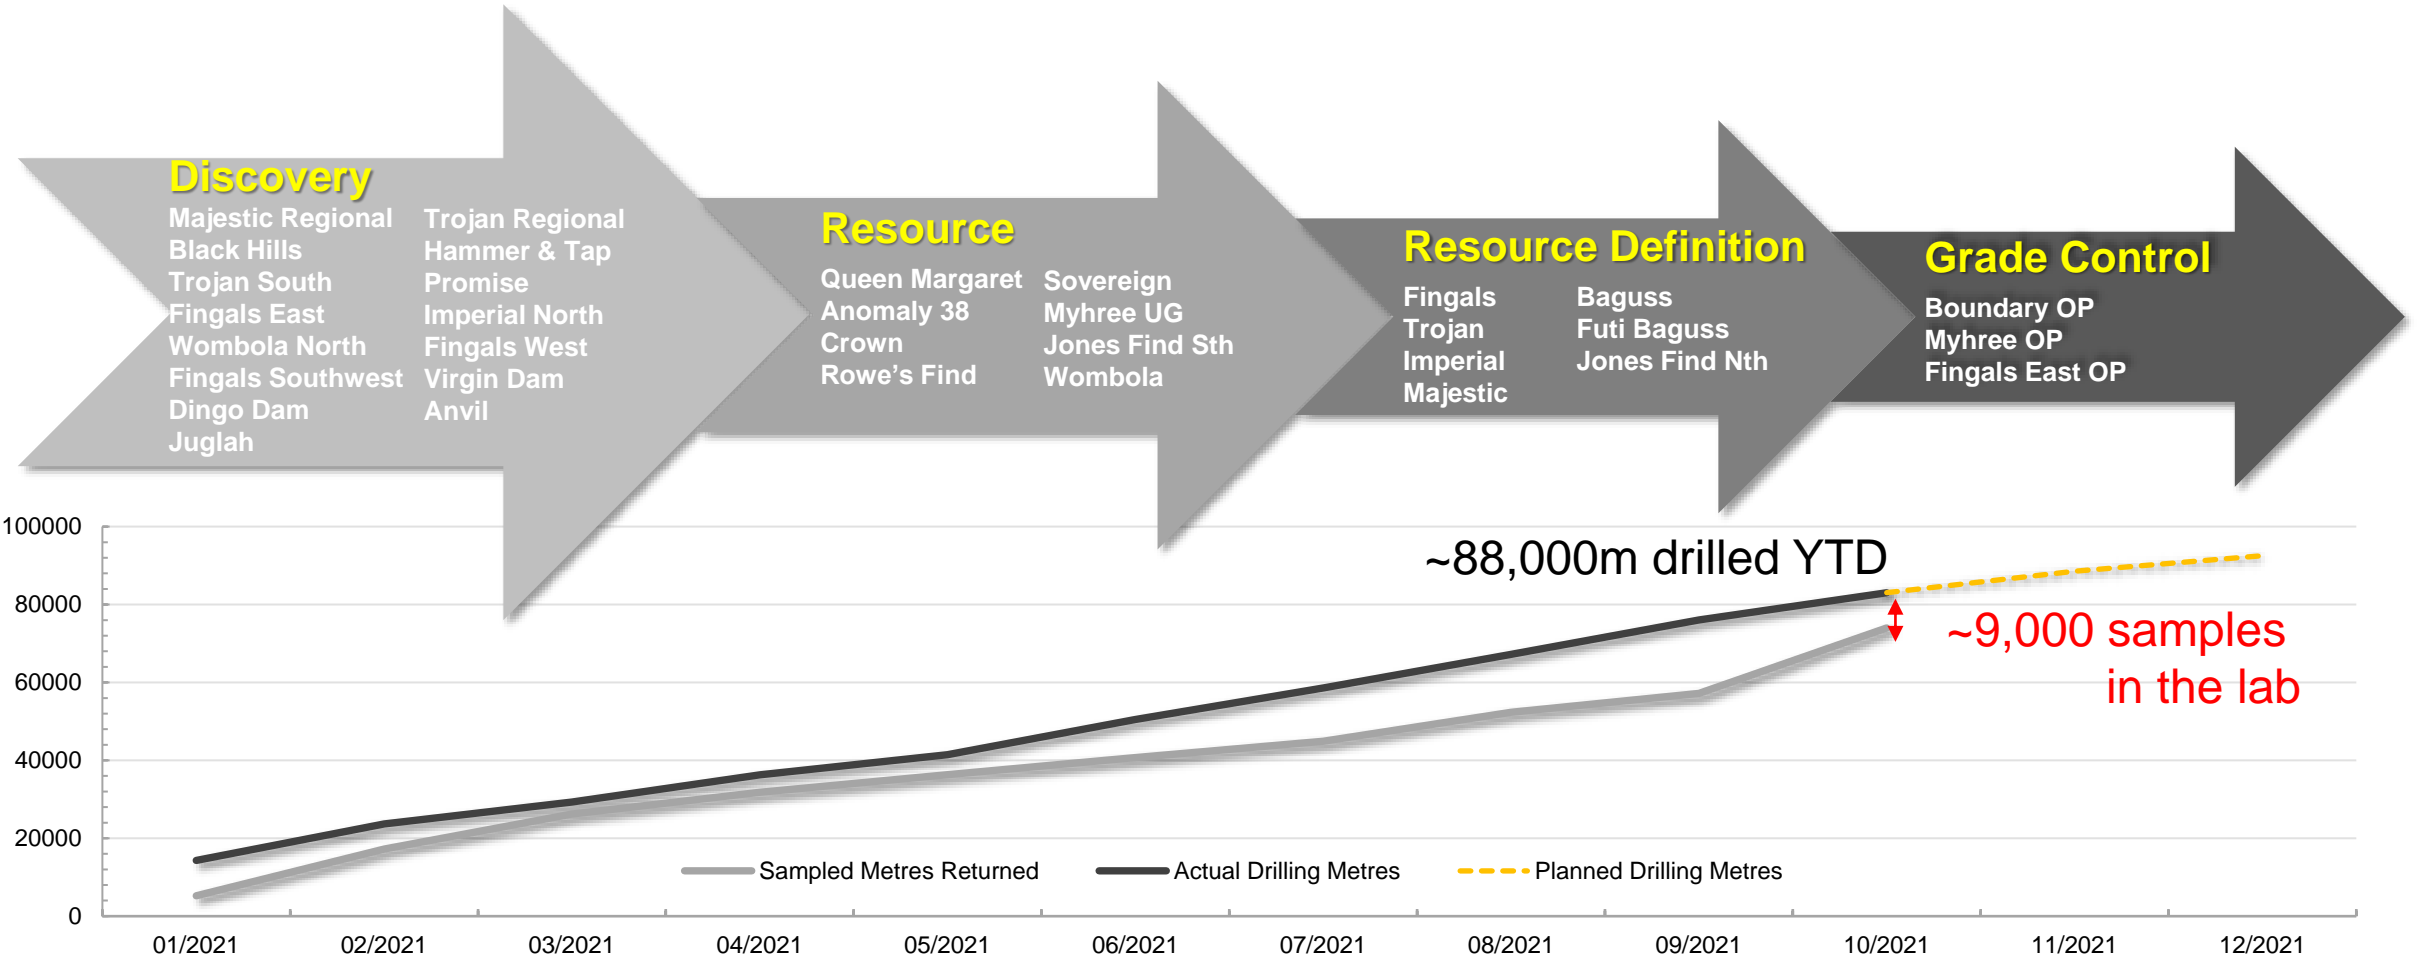 Discovery
Majestic Regional
Black Hills
Trojan South
Fingals East
Wombola North
Fingals Southwest
Dingo Dam
Juglah
Trojan Regional
Hammer & Tap
Promise
Imperial North
Fingals West
Virgin Dam
Anvil
Resource
Queen Margaret
Anomaly 38
Crown
Rowe’s Find
Sovereign
Myhree UG
Jones Find Sth
Wombola
Resource Definition
Fingals
Trojan
Imperial
Majestic
Baguss
Futi Baguss
Jones Find Nth
Grade Control
Boundary OP
Myhree OP
Fingals East OP
~88,000m drilled YTD
~9,000 samples
in the lab
100000
80000
60000
40000
20000
0
Sampled Metres Returned
Actual Drilling Metres
Planned Drilling Metres
01/2021
02/2021
03/2021
04/2021
05/2021
06/2021
07/2021
08/2021
09/2021
10/2021
11/2021
12/2021